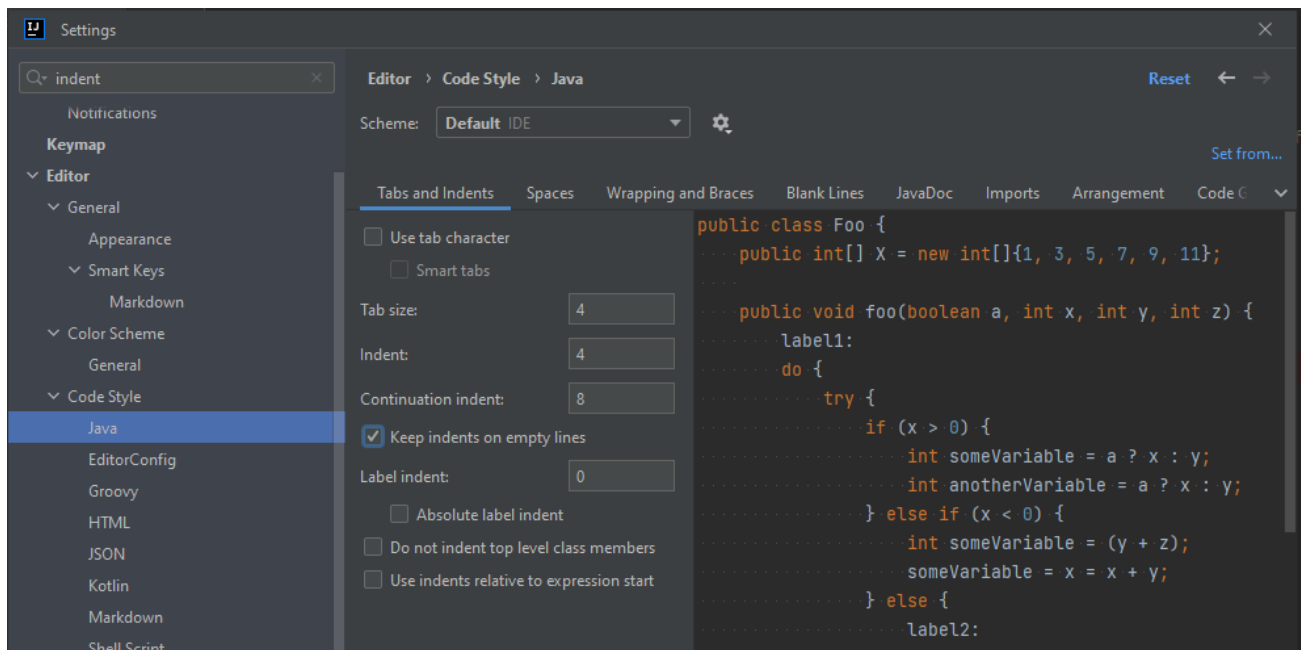 IJ Settings
indent
Notifications
Keymap
Editor
General
Appearance
Smart Keys
Markdown
Color Scheme
General
Code Style
Java
EditorConfig
Groovy
HTML
JSON
Kotlin
Markdown
Shell Script
Editor › Code Style › Java
Reset
Scheme: Default IDE
Set from...
Tabs and Indents Spaces Wrapping and Braces Blank Lines JavaDoc Imports Arrangement Code G
Use tab character
Smart tabs
Tab size: 4
Indent: 4
Continuation indent: 8
Keep indents on empty lines
Label indent: 0
Absolute label indent
Do not indent top level class members
Use indents relative to expression start
public class Foo {
public int[] X = new int[]{1, 3, 5, 7, 9, 11};
public void foo(boolean a, int x, int y, int z) {
label1:
do {
try {
if (x > 0) {
int someVariable = a ? x : y;
int anotherVariable = a ? x : y;
} else if (x < 0) {
int someVariable = (y + z);
someVariable = x = x + y;
} else {
label2: